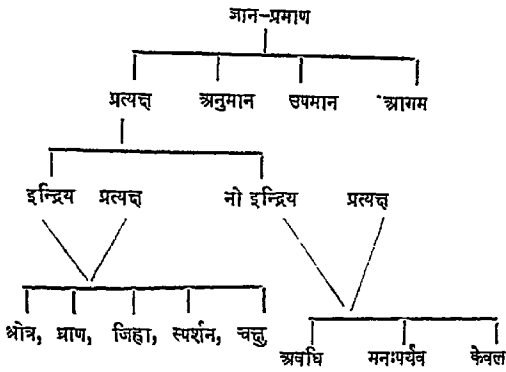 ज्ञान-प्रमाण
प्रत्यक्ष अनुमान उपमान आगम
इन्द्रिय प्रत्यक्ष नो इन्द्रिय प्रत्यक्ष
श्रोत्र, घ्राण, जिह्वा, स्पर्शन, चक्षु
अवधि मनःपर्यव केवल